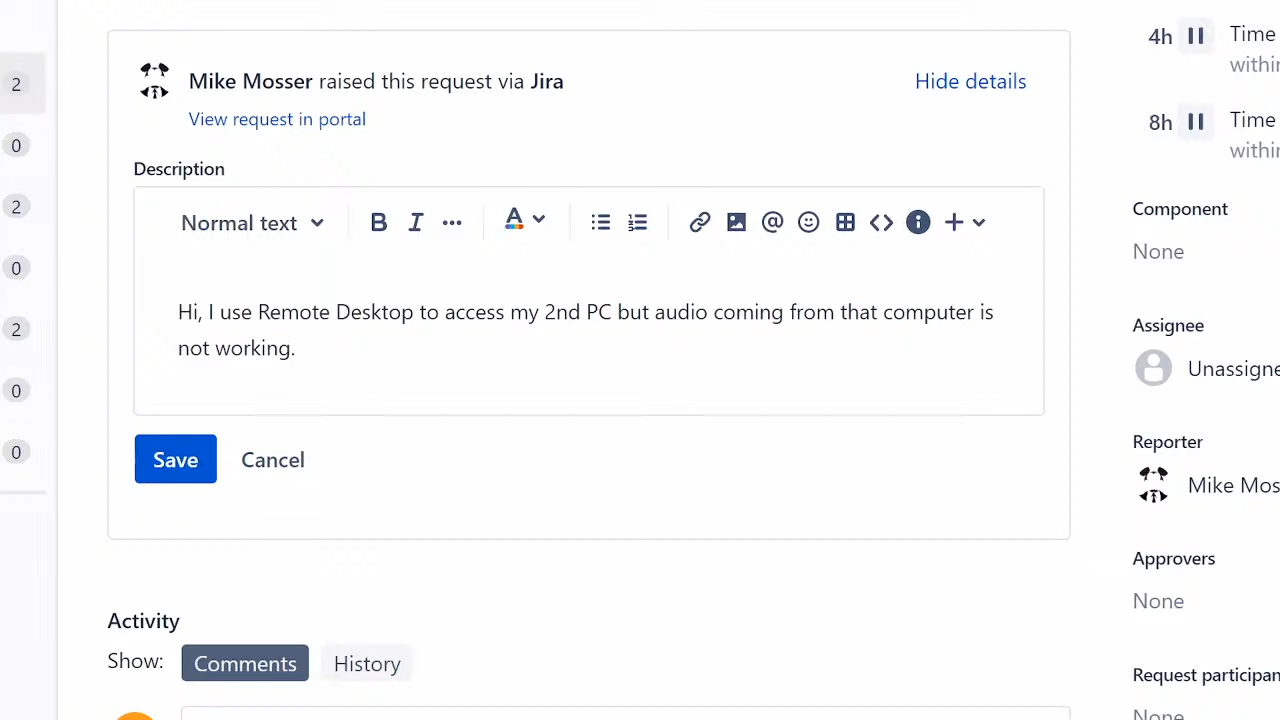 2
0
2
0
2
0
0
Mike Mosser raised this request via Jira
Hide details
View request in portal
Description
Normal text
B I ... A
Hi, I use Remote Desktop to access my 2nd PC but audio coming from that computer is
not working.
Save Cancel
Activity
Show: Comments History
4h Time
within
8h Time
within
Component
None
Assignee
Unassigne
Reporter
Mike Mos
Approvers
None
Request participan
None